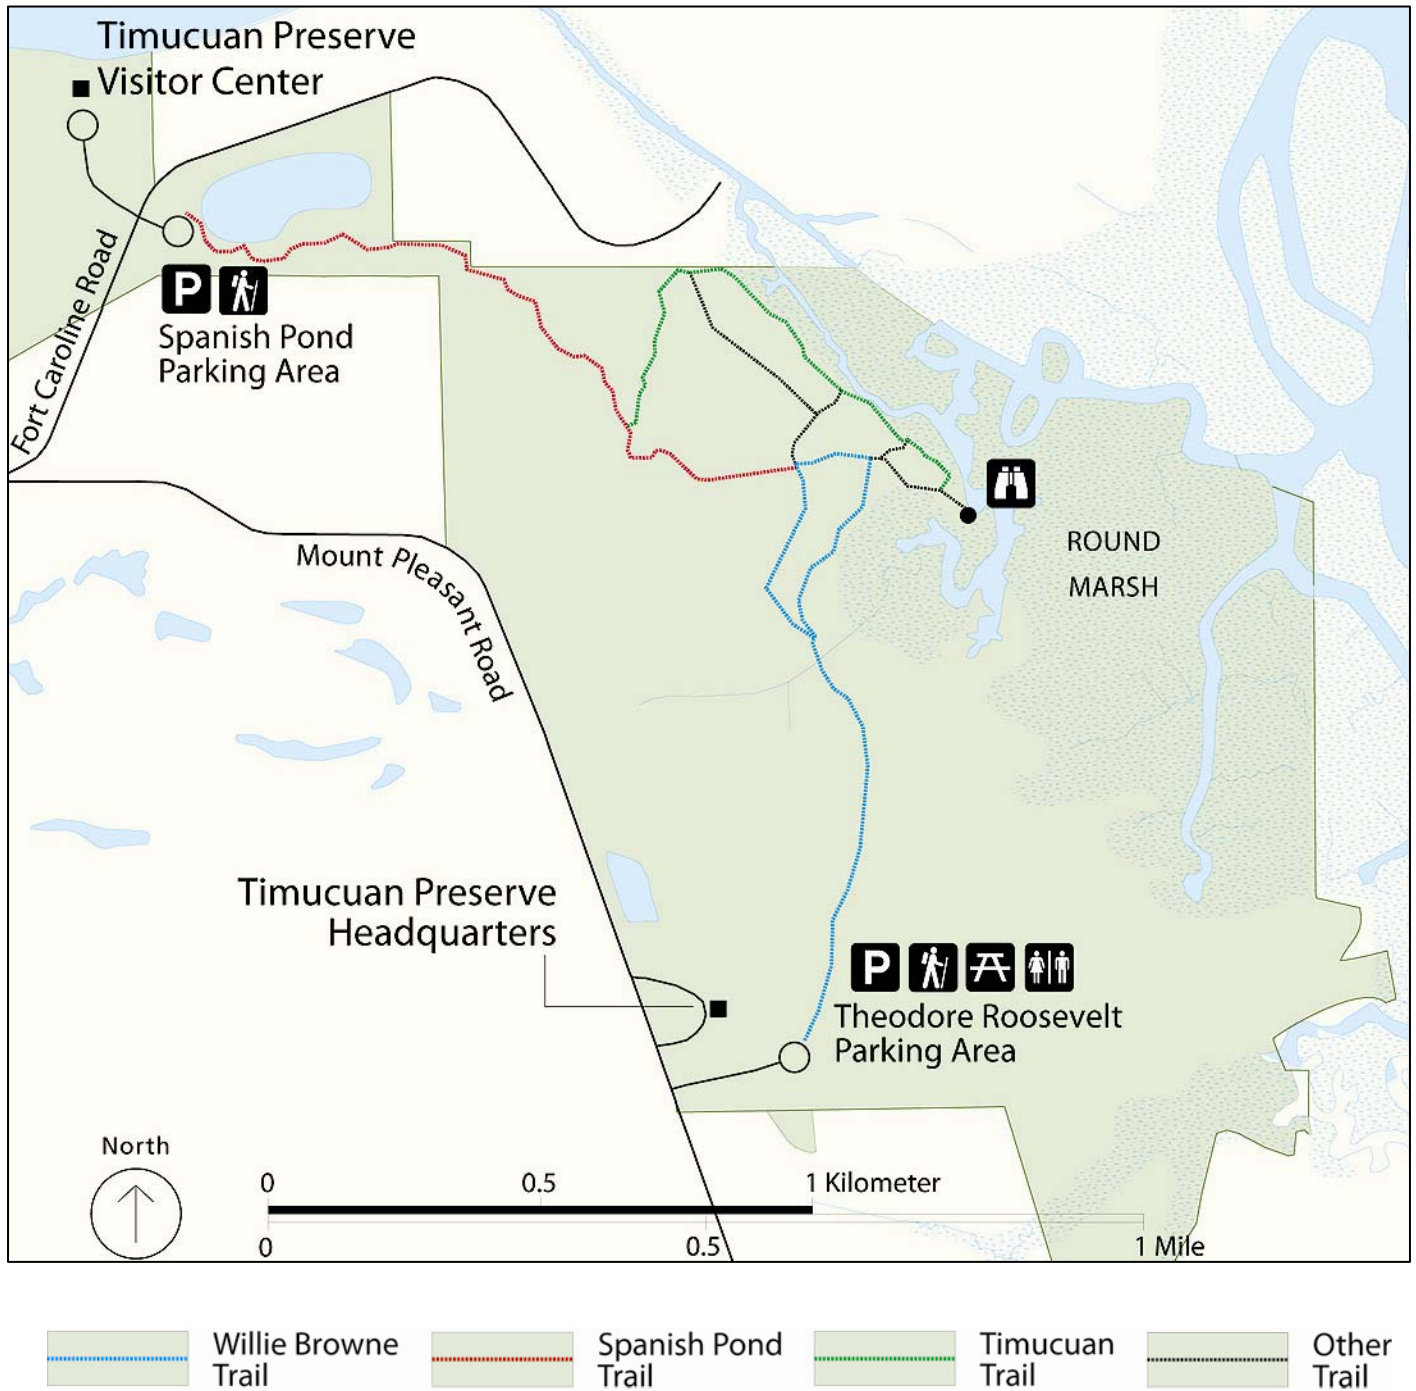 Timucuan Preserve
Visitor Center
Fort Caroline Road
P
Spanish Pond
Parking Area
Mount Pleasant Road
ROUND
MARSH
Timucuan Preserve
Headquarters
P
Theodore Roosevelt
Parking Area
North
0 0.5 1 Kilometer
0 0.5 1 Mile
Willie Browne
Trail
Spanish Pond
Trail
Timucuan
Trail
Other
Trail